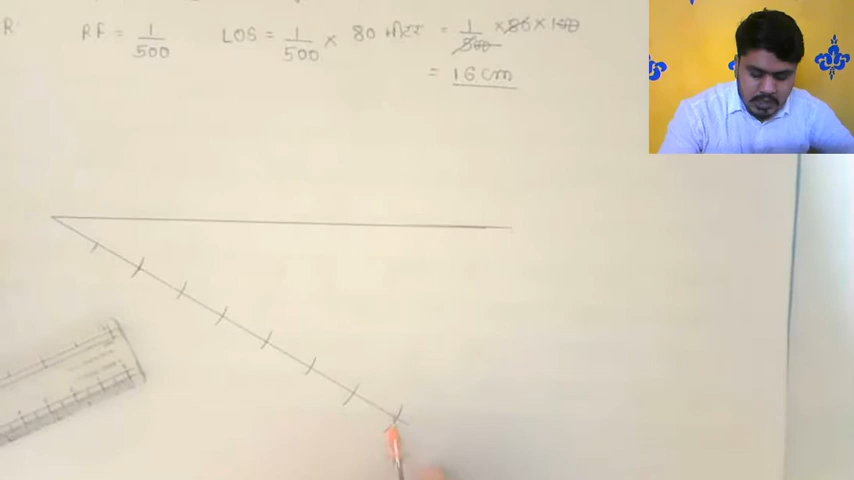 R. RF = 1/500 LOS = 1/500 × 80 मीटर = 1/500 × 80 × 100
= 16 cm